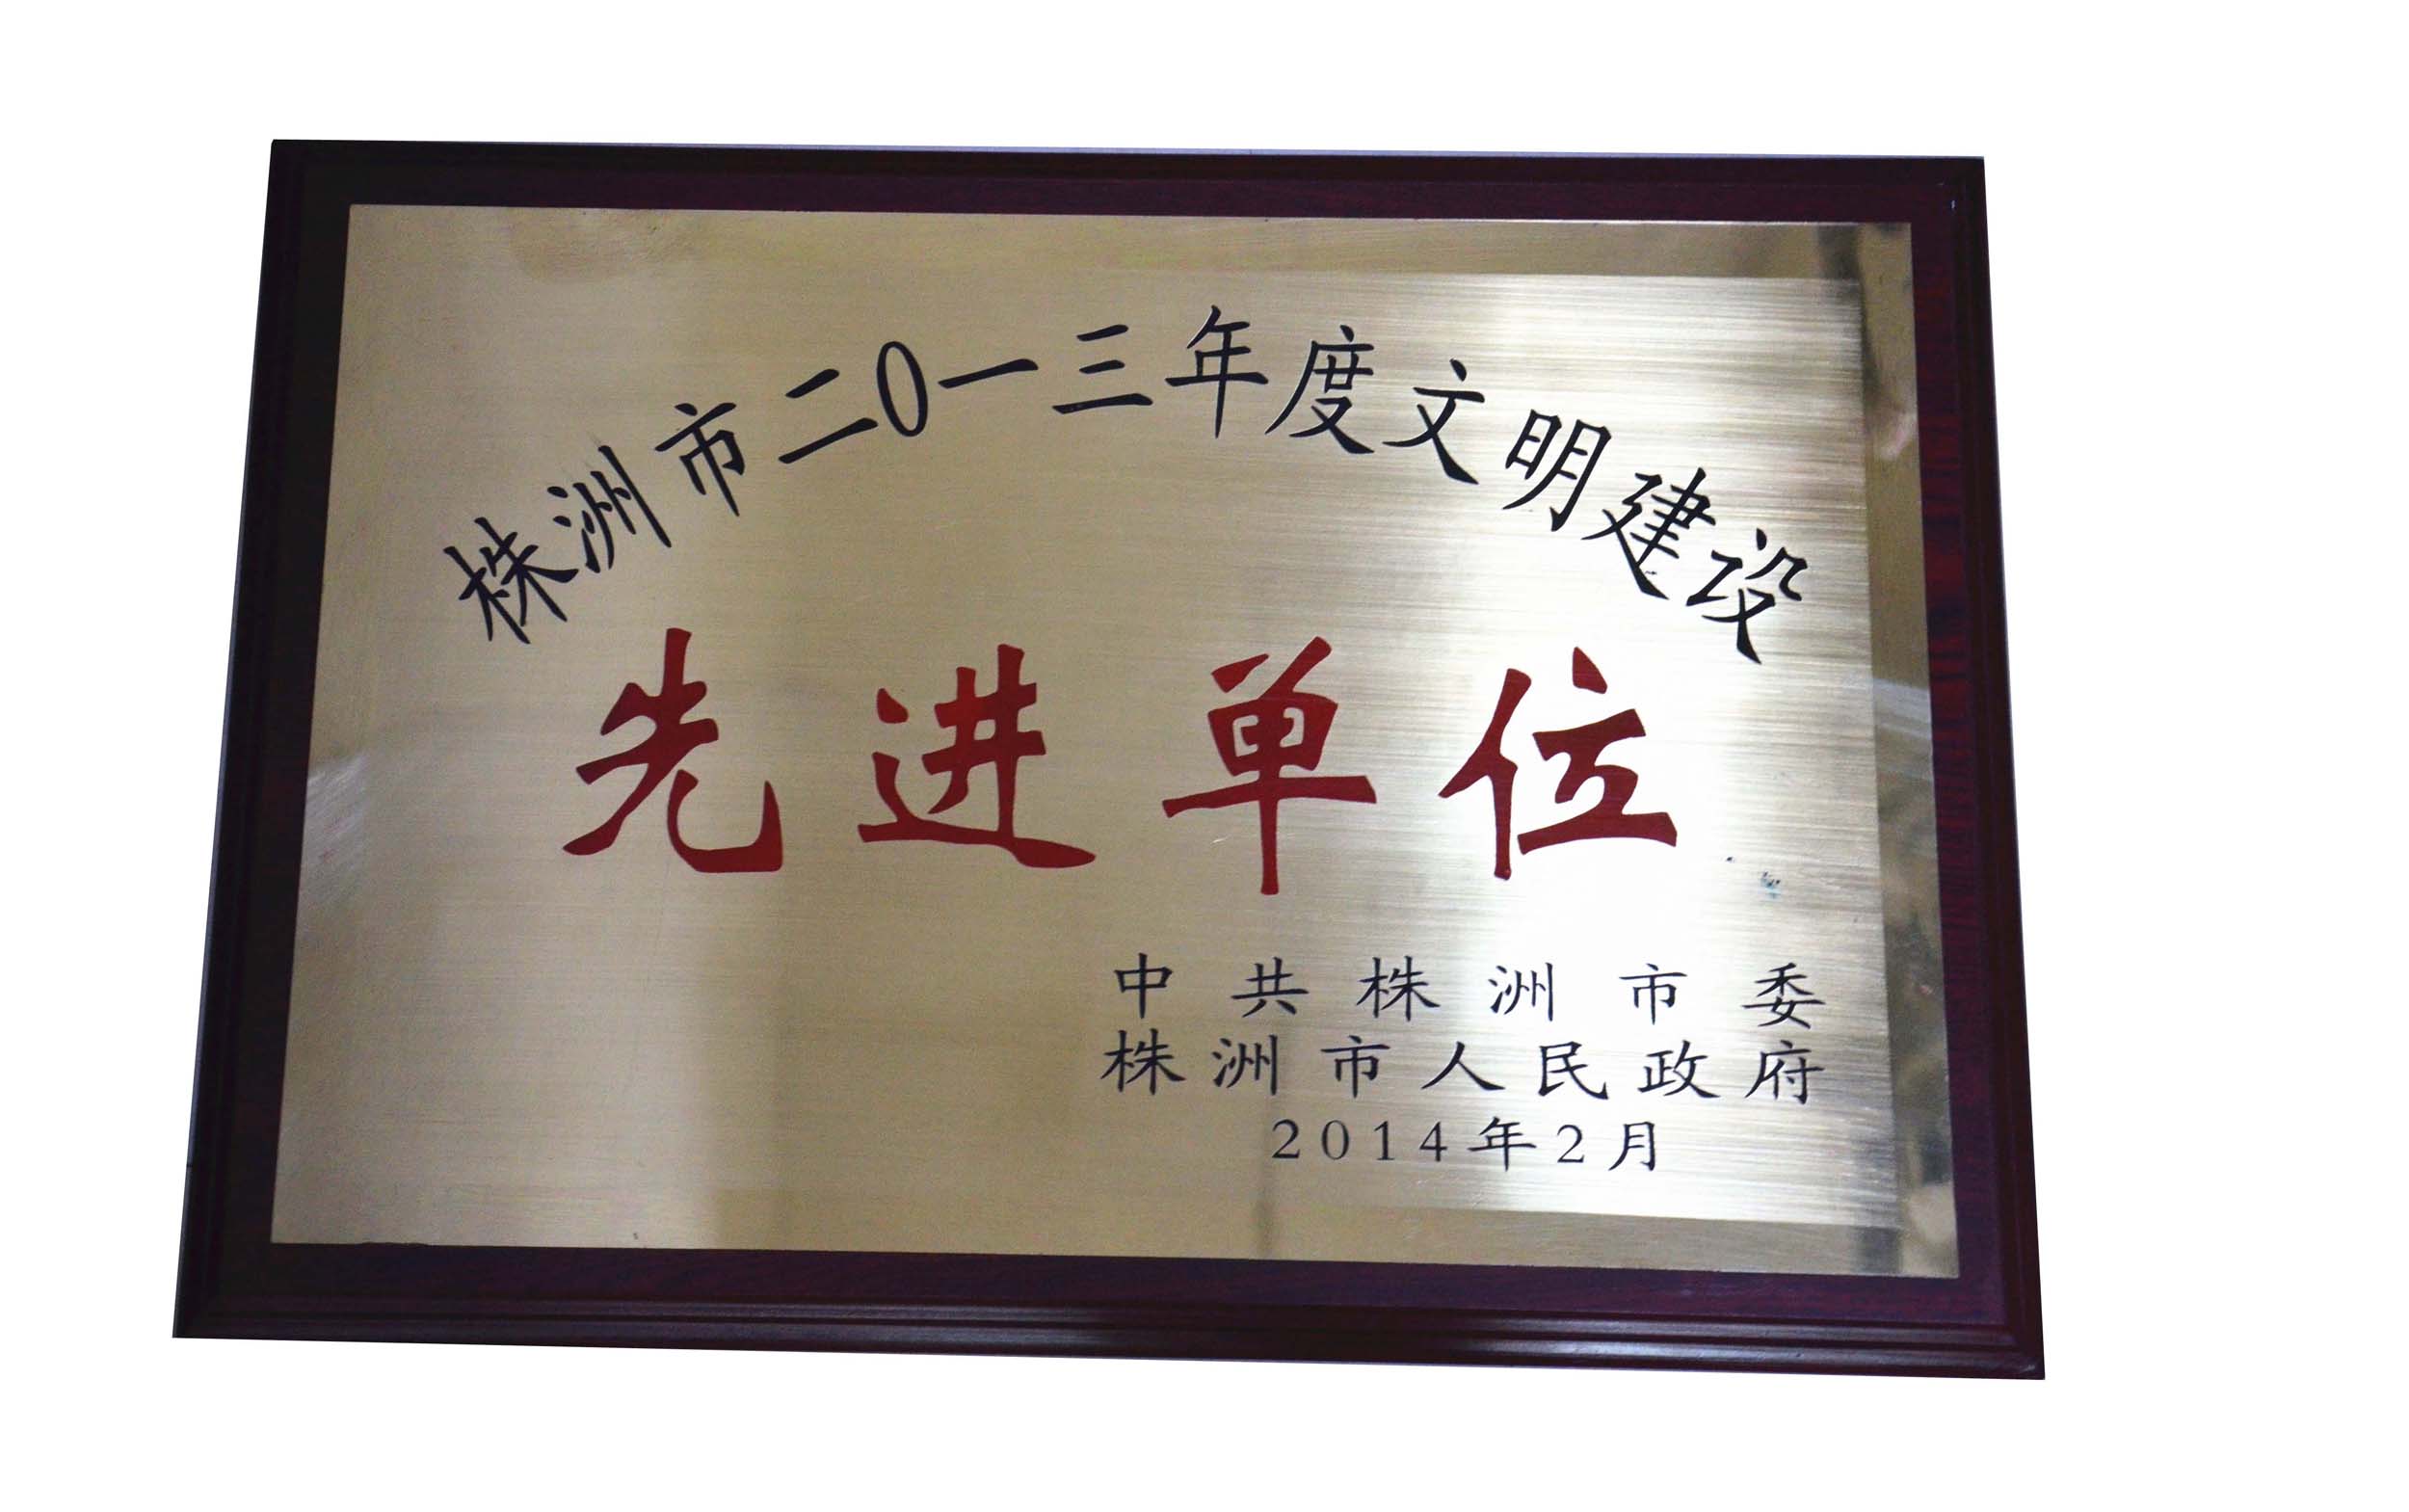 株洲市二0一三年度文明建设
先进单位
中共株洲市委
株洲市人民政府
2014年2月